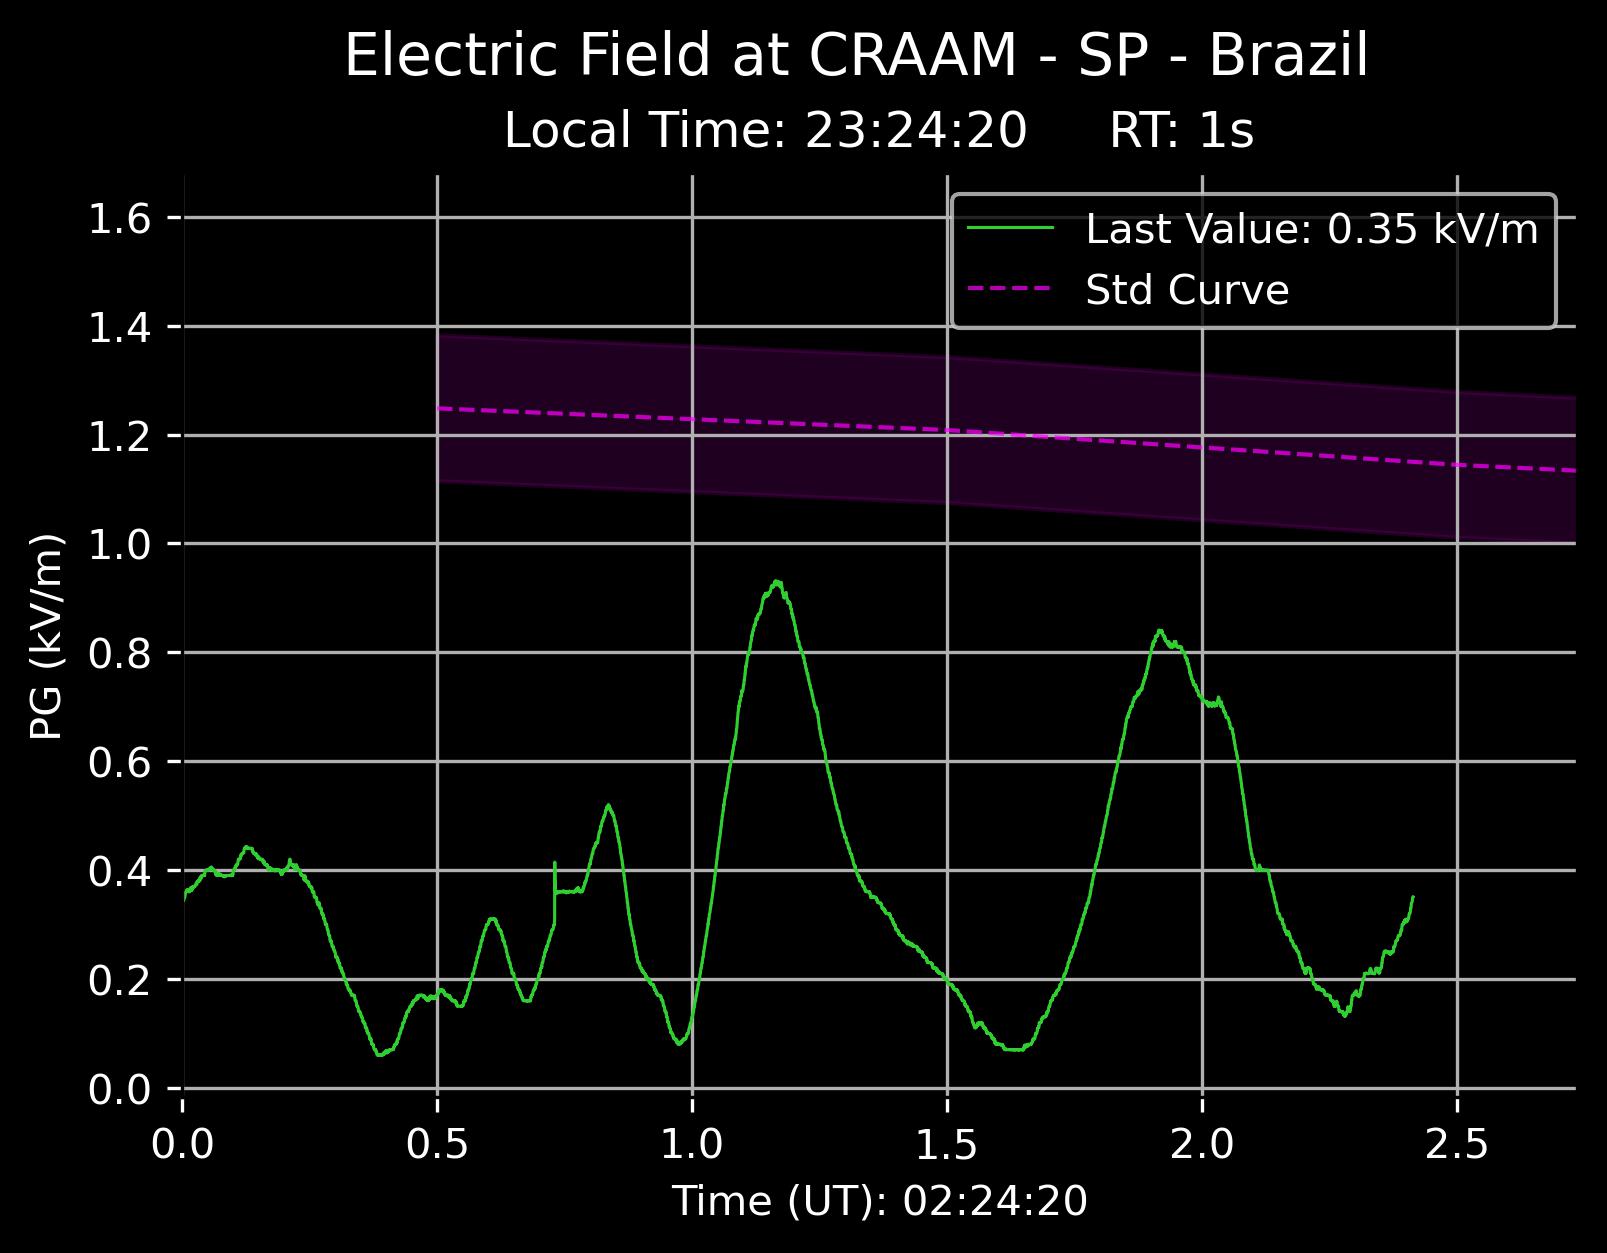 Electric Field at CRAAM - SP - Brazil
Local Time: 23:24:20 RT: 1s
Last Value: 0.35 kV/m
Std Curve
PG (kV/m)
1.6
1.4
1.2
1.0
0.8
0.6
0.4
0.2
0.0
0.0 0.5 1.0 1.5 2.0 2.5
Time (UT): 02:24:20